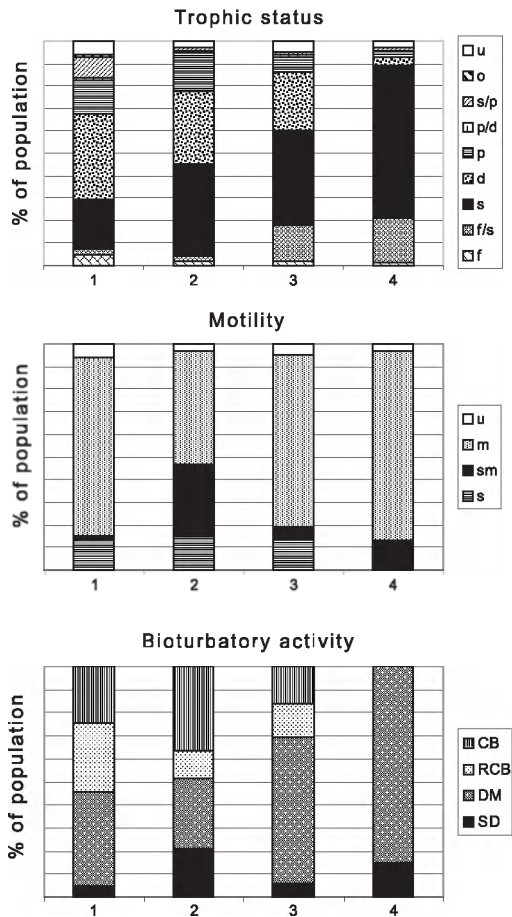 Trophic status
% of population
u
o
s/p
p/d
p
d
s
f/s
f
1 2 3 4
Motility
% of population
u
m
sm
s
1 2 3 4
Bioturbatory activity
% of population
CB
RCB
DM
SD
1 2 3 4